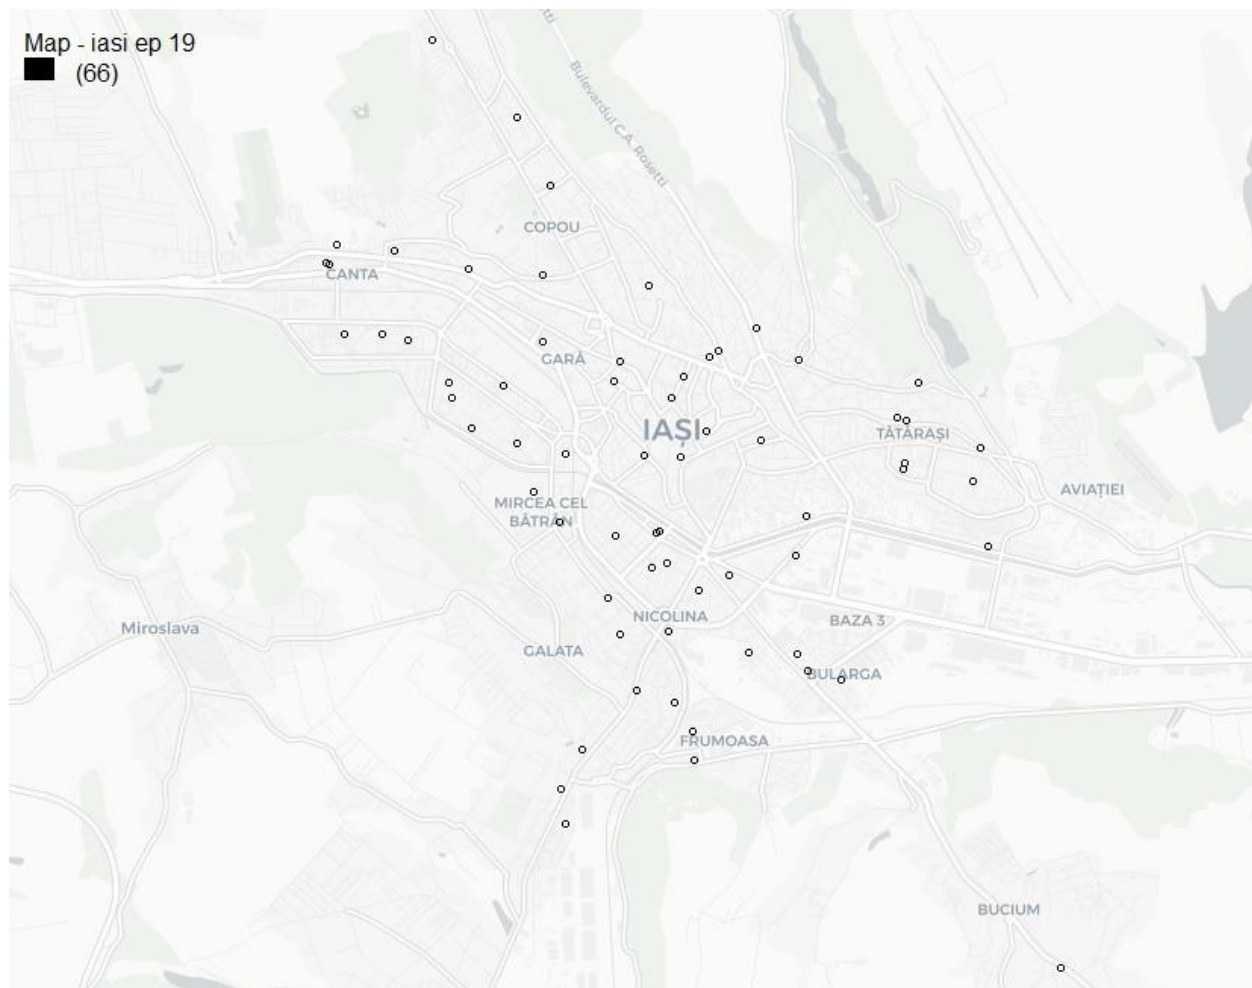 Map - iasi ep 19
(66)
Bulevardul C.A. Rosetti
COPOU
CANTA
GARĂ
IAȘI
TĂTĂRAȘI
AVIAȚIEI
MIRCEA CEL
BĂTRÂN
Miroslava
NICOLINA
BAZA 3
GALATA
BULARGA
FRUMOASA
BUCIUM